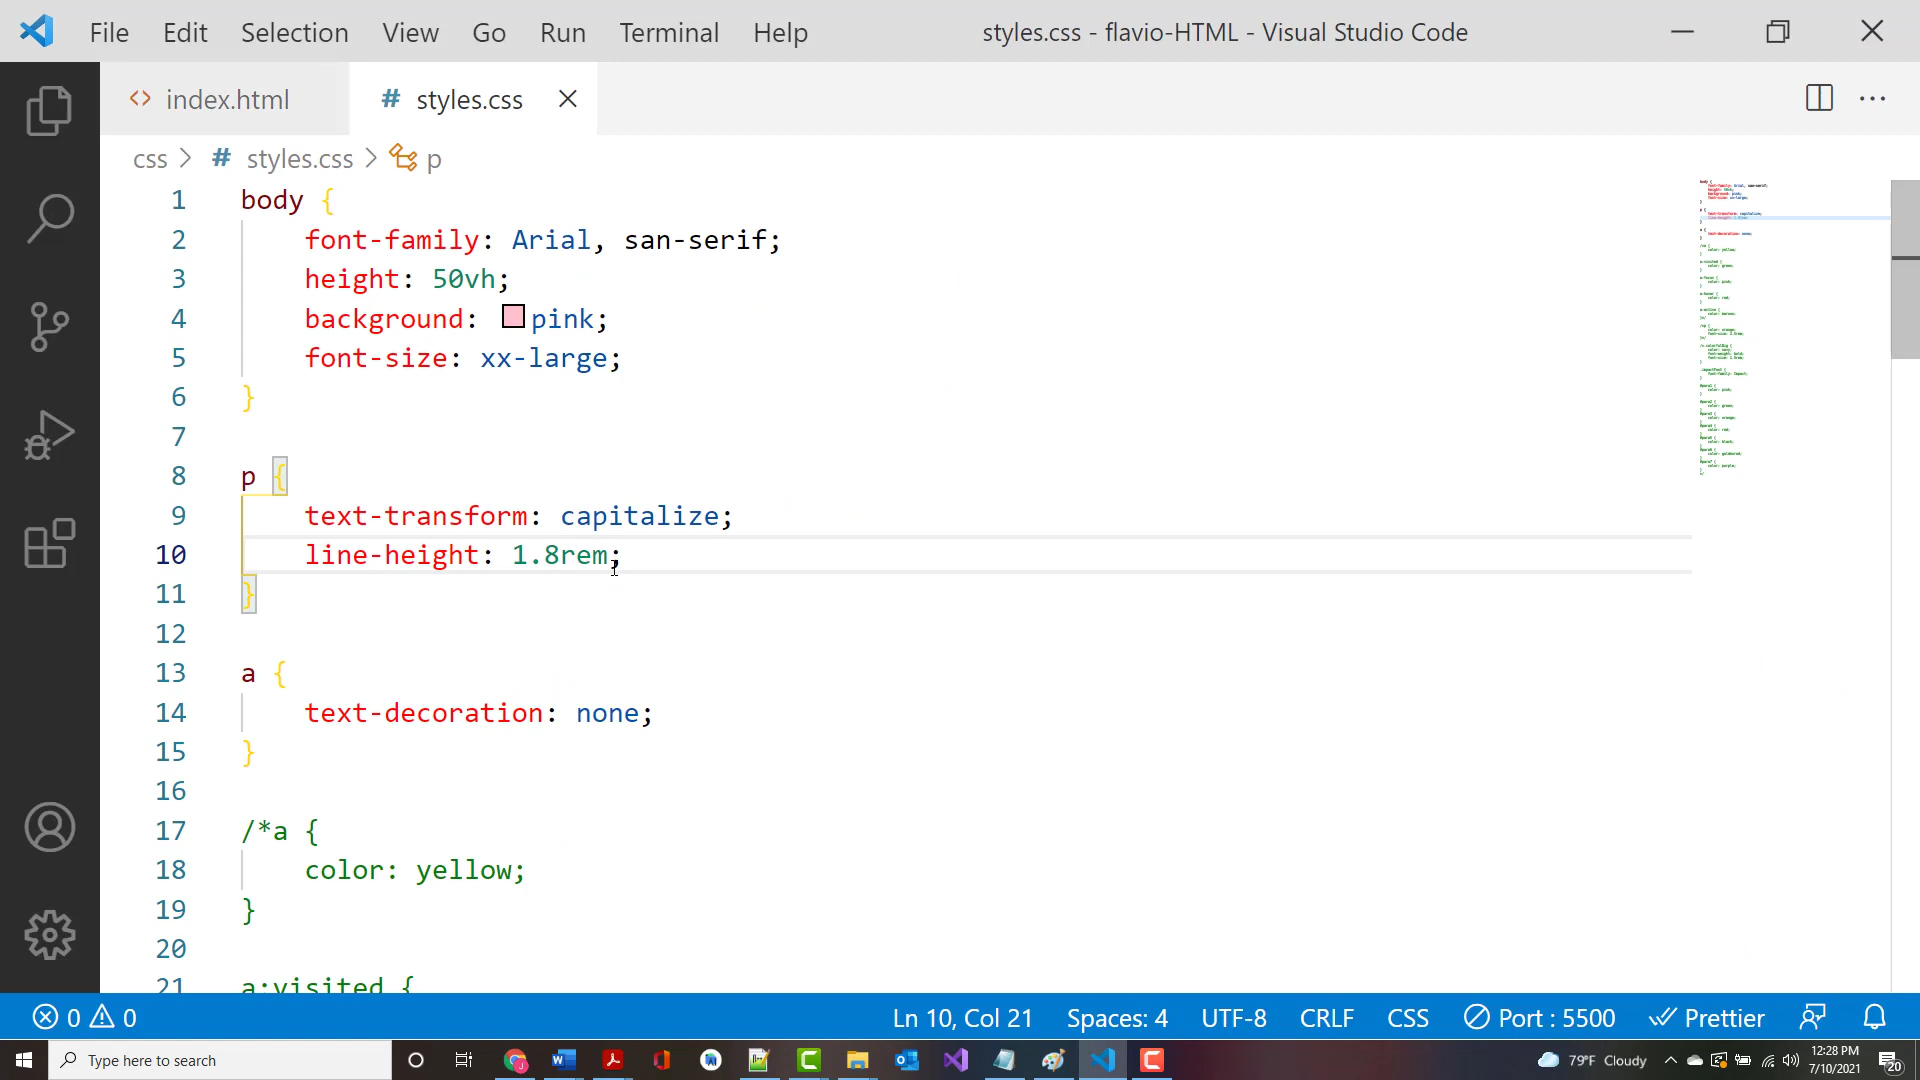 File Edit Selection View Go Run Terminal Help styles.css - flavio-HTML - Visual Studio Code
<> index.html # styles.css
css > # styles.css > p
1 body {
2 font-family: Arial, san-serif;
3 height: 50vh;
4 background: pink;
5 font-size: xx-large;
6 }
7
8 p {
9 text-transform: capitalize;
10 line-height: 1.8rem;
11 }
12
13 a {
14 text-decoration: none;
15 }
16
17 /*a {
18 color: yellow;
19 }
20
21 a:visited {
0 0 Ln 10, Col 21 Spaces: 4 UTF-8 CRLF CSS Port : 5500 Prettier
Type here to search 79°F Cloudy 12:28 PM
7/10/2021 20